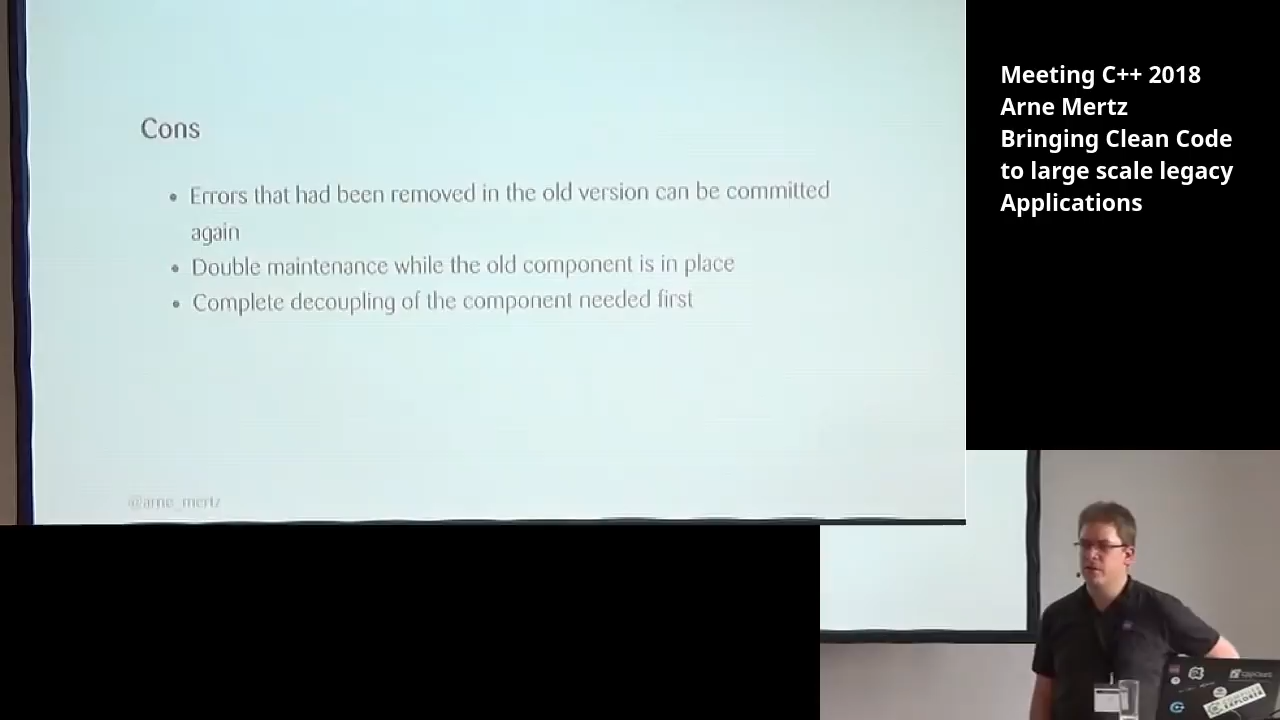 Cons
Errors that had been removed in the old version can be committed
again
Double maintenance while the old component is in place
Complete decoupling of the component needed first
@arne_mertz
Meeting C++ 2018
Arne Mertz
Bringing Clean Code
to large scale legacy
Applications
EXPLORER